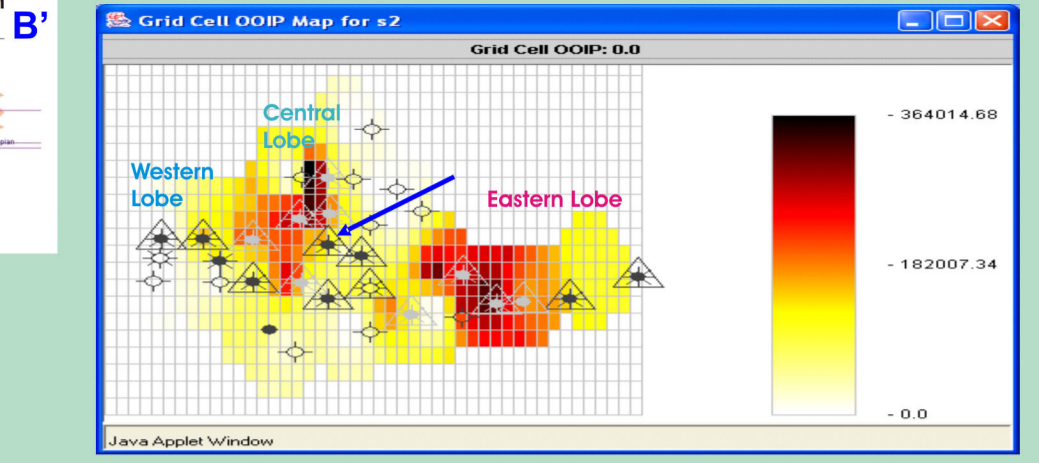 B’
Grid Cell OOIP Map for s2
Grid Cell OOIP: 0.0
Central
Lobe
Western
Lobe
Eastern Lobe
- 364014.68
- 182007.34
- 0.0
Java Applet Window